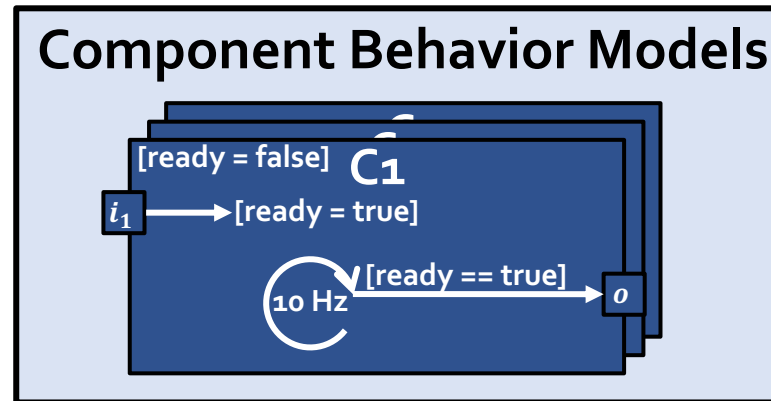 Component Behavior Models
C1
[ready = false]
i₁
[ready = true]
[ready == true]
10 Hz
o